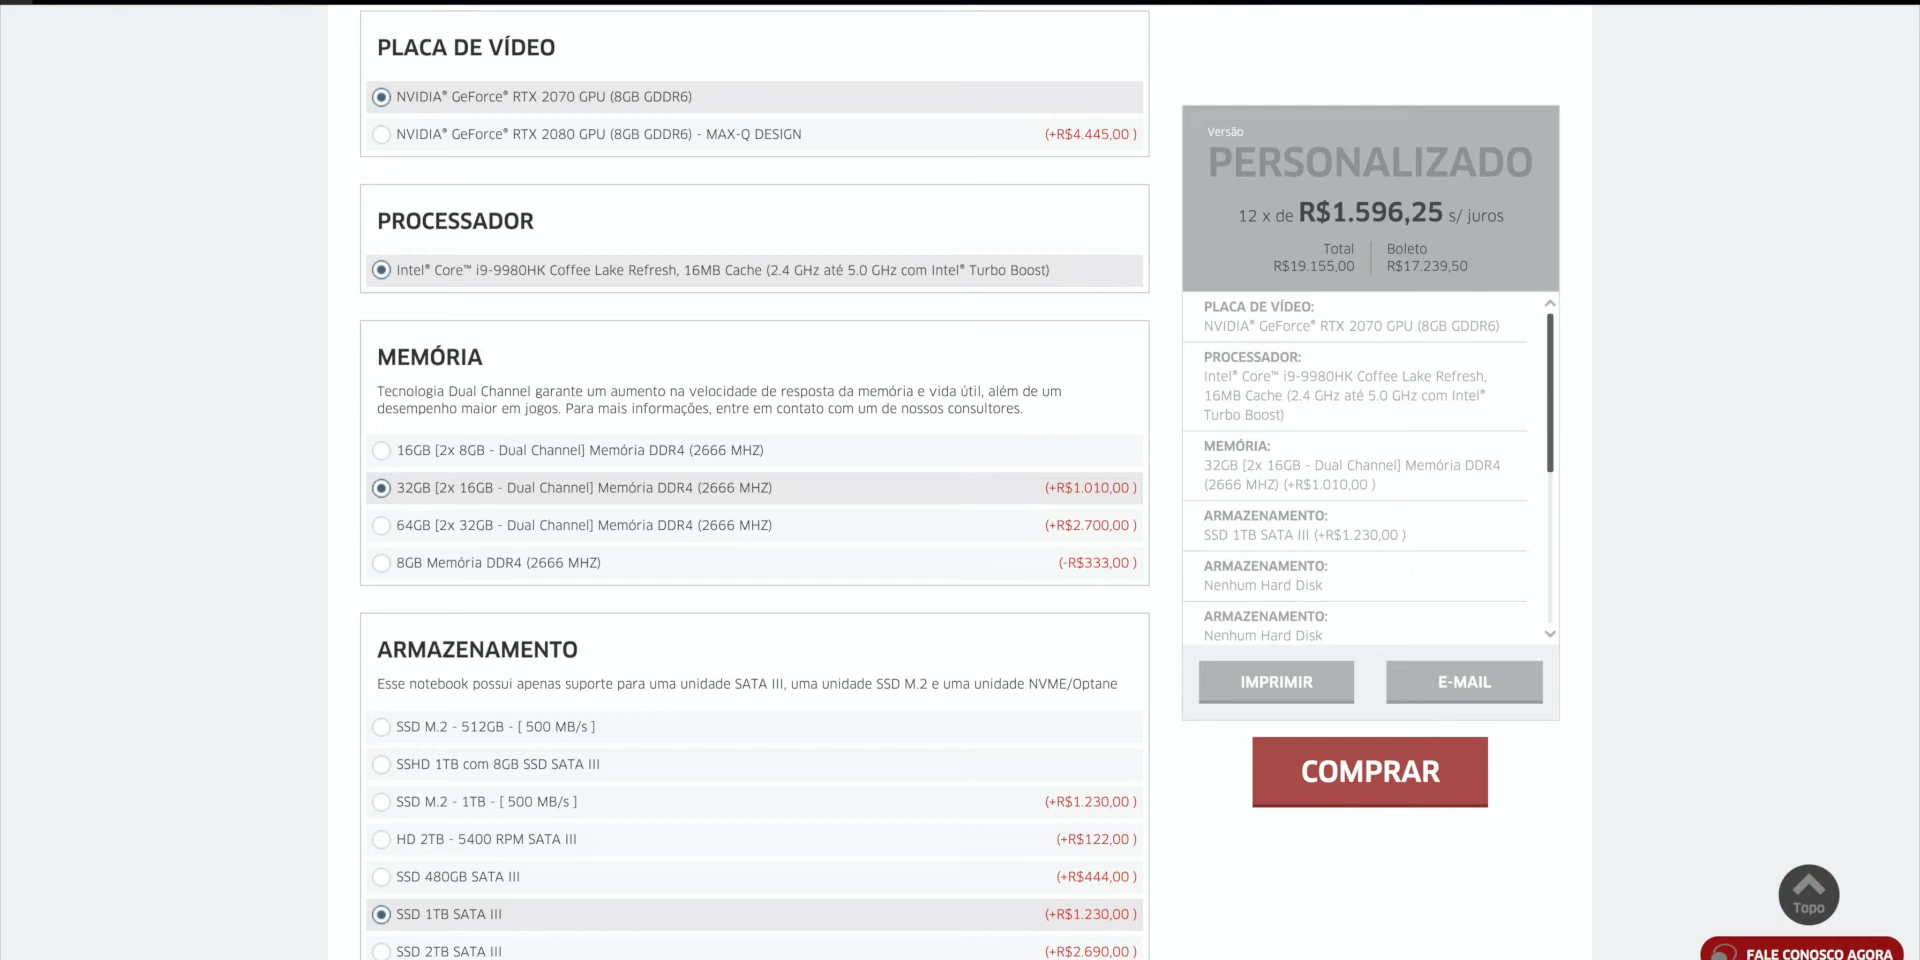 PLACA DE VÍDEO
NVIDIA® GeForce® RTX 2070 GPU (8GB GDDR6)
NVIDIA® GeForce® RTX 2080 GPU (8GB GDDR6) - MAX-Q DESIGN (+R$4.445,00 )
PROCESSADOR
Intel® Core™ i9-9980HK Coffee Lake Refresh, 16MB Cache (2.4 GHz até 5.0 GHz com Intel® Turbo Boost)
MEMÓRIA
Tecnologia Dual Channel garante um aumento na velocidade de resposta da memória e vida útil, além de um
desempenho maior em jogos. Para mais informações, entre em contato com um de nossos consultores.
16GB [2x 8GB - Dual Channel] Memória DDR4 (2666 MHZ)
32GB [2x 16GB - Dual Channel] Memória DDR4 (2666 MHZ) (+R$1.010,00 )
64GB [2x 32GB - Dual Channel] Memória DDR4 (2666 MHZ) (+R$2.700,00 )
8GB Memória DDR4 (2666 MHZ) (-R$333,00 )
ARMAZENAMENTO
Esse notebook possui apenas suporte para uma unidade SATA III, uma unidade SSD M.2 e uma unidade NVME/Optane
SSD M.2 - 512GB - [ 500 MB/s ]
SSHD 1TB com 8GB SSD SATA III
SSD M.2 - 1TB - [ 500 MB/s ] (+R$1.230,00 )
HD 2TB - 5400 RPM SATA III (+R$122,00 )
SSD 480GB SATA III (+R$444,00 )
SSD 1TB SATA III (+R$1.230,00 )
SSD 2TB SATA III (+R$2.690,00 )
Versão
PERSONALIZADO
12 x de R$1.596,25 s/ juros
Total Boleto
R$19.155,00 R$17.239,50
PLACA DE VÍDEO:
NVIDIA® GeForce® RTX 2070 GPU (8GB GDDR6)
PROCESSADOR:
Intel® Core™ i9-9980HK Coffee Lake Refresh,
16MB Cache (2.4 GHz até 5.0 GHz com Intel®
Turbo Boost)
MEMÓRIA:
32GB [2x 16GB - Dual Channel] Memória DDR4
(2666 MHZ) (+R$1.010,00 )
ARMAZENAMENTO:
SSD 1TB SATA III (+R$1.230,00 )
ARMAZENAMENTO:
Nenhum Hard Disk
ARMAZENAMENTO:
Nenhum Hard Disk
IMPRIMIR E-MAIL
COMPRAR
Topo
FALE CONOSCO AGORA